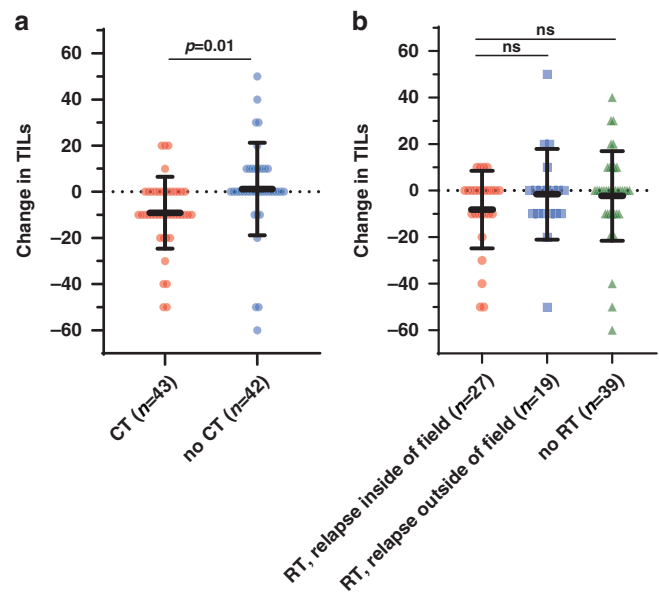 a
b
p=0.01
ns
ns
Change in TILs
60
40
20
0
–20
–40
–60
CT (n=43)
no CT (n=42)
Change in TILs
60
40
20
0
–20
–40
–60
RT, relapse inside of field (n=27)
RT, relapse outside of field (n=19)
no RT (n=39)